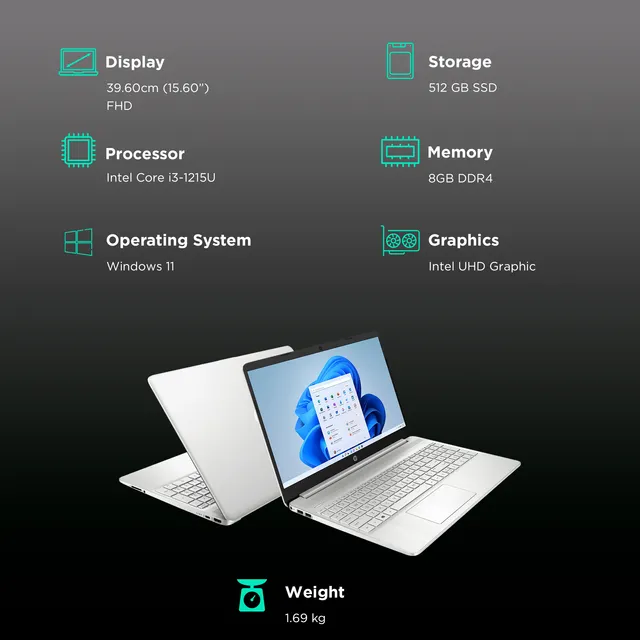 Display
39.60cm (15.60”)
FHD
Storage
512 GB SSD
Processor
Intel Core i3-1215U
Memory
8GB DDR4
Operating System
Windows 11
Graphics
Intel UHD Graphic
Weight
1.69 kg